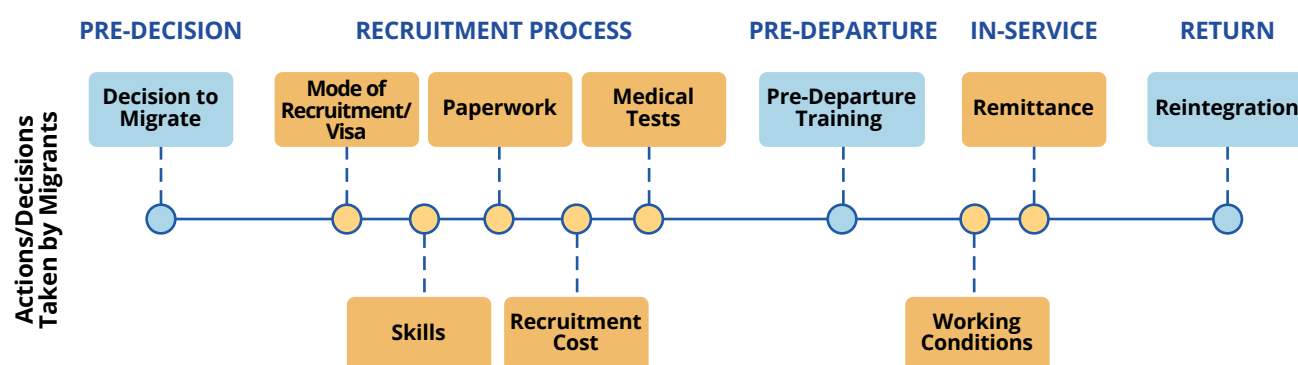 PRE-DECISION
RECRUITMENT PROCESS
PRE-DEPARTURE
IN-SERVICE
RETURN
Actions/Decisions
Taken by Migrants
Decision to
Migrate
Mode of
Recruitment/
Visa
Paperwork
Medical
Tests
Pre-Departure
Training
Remittance
Reintegration
Skills
Recruitment
Cost
Working
Conditions